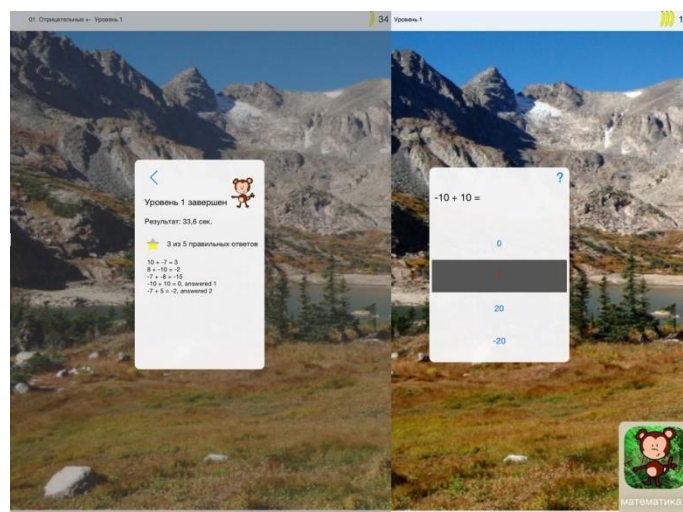 01. Отрицательные +- Уровень 1
34
Уровень 1 завершен
Результат: 33,6 сек.
3 из 5 правильных ответов
10 + -7 = 3
8 + -10 = -2
-7 + -8 = -15
-10 + 10 = 0, answered 1
-7 + 5 = -2, answered 2
Уровень 1
1
?
-10 + 10 =
0
20
-20
математика